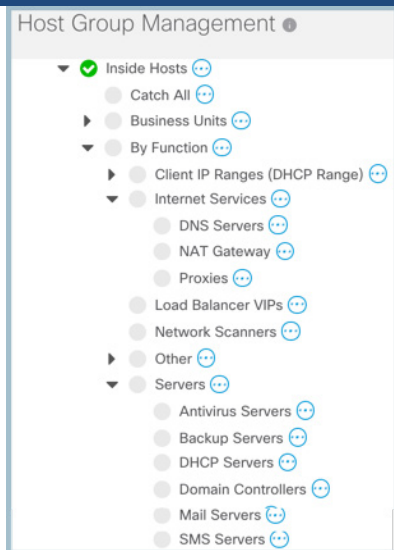 Host Group Management
Inside Hosts
Catch All
Business Units
By Function
Client IP Ranges (DHCP Range)
Internet Services
DNS Servers
NAT Gateway
Proxies
Load Balancer VIPs
Network Scanners
Other
Servers
Antivirus Servers
Backup Servers
DHCP Servers
Domain Controllers
Mail Servers
SMS Servers